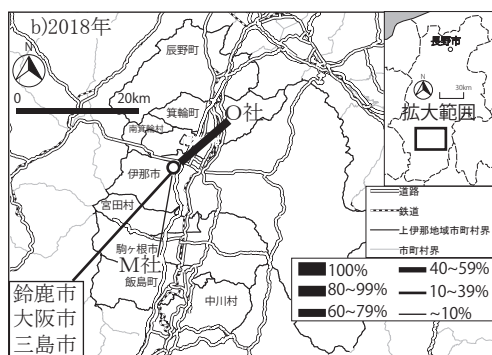 b)2018年
N
0
20km
辰野町
箕輪町
O社
南箕輪村
伊那市
宮田村
駒ヶ根市
M社
飯島町
中川村
鈴鹿市
大阪市
三島市
長野市
N
30km
拡大範囲
道路
鉄道
上伊那地域市町村界
市町村界
100%
80~99%
60~79%
40~59%
10~39%
~10%